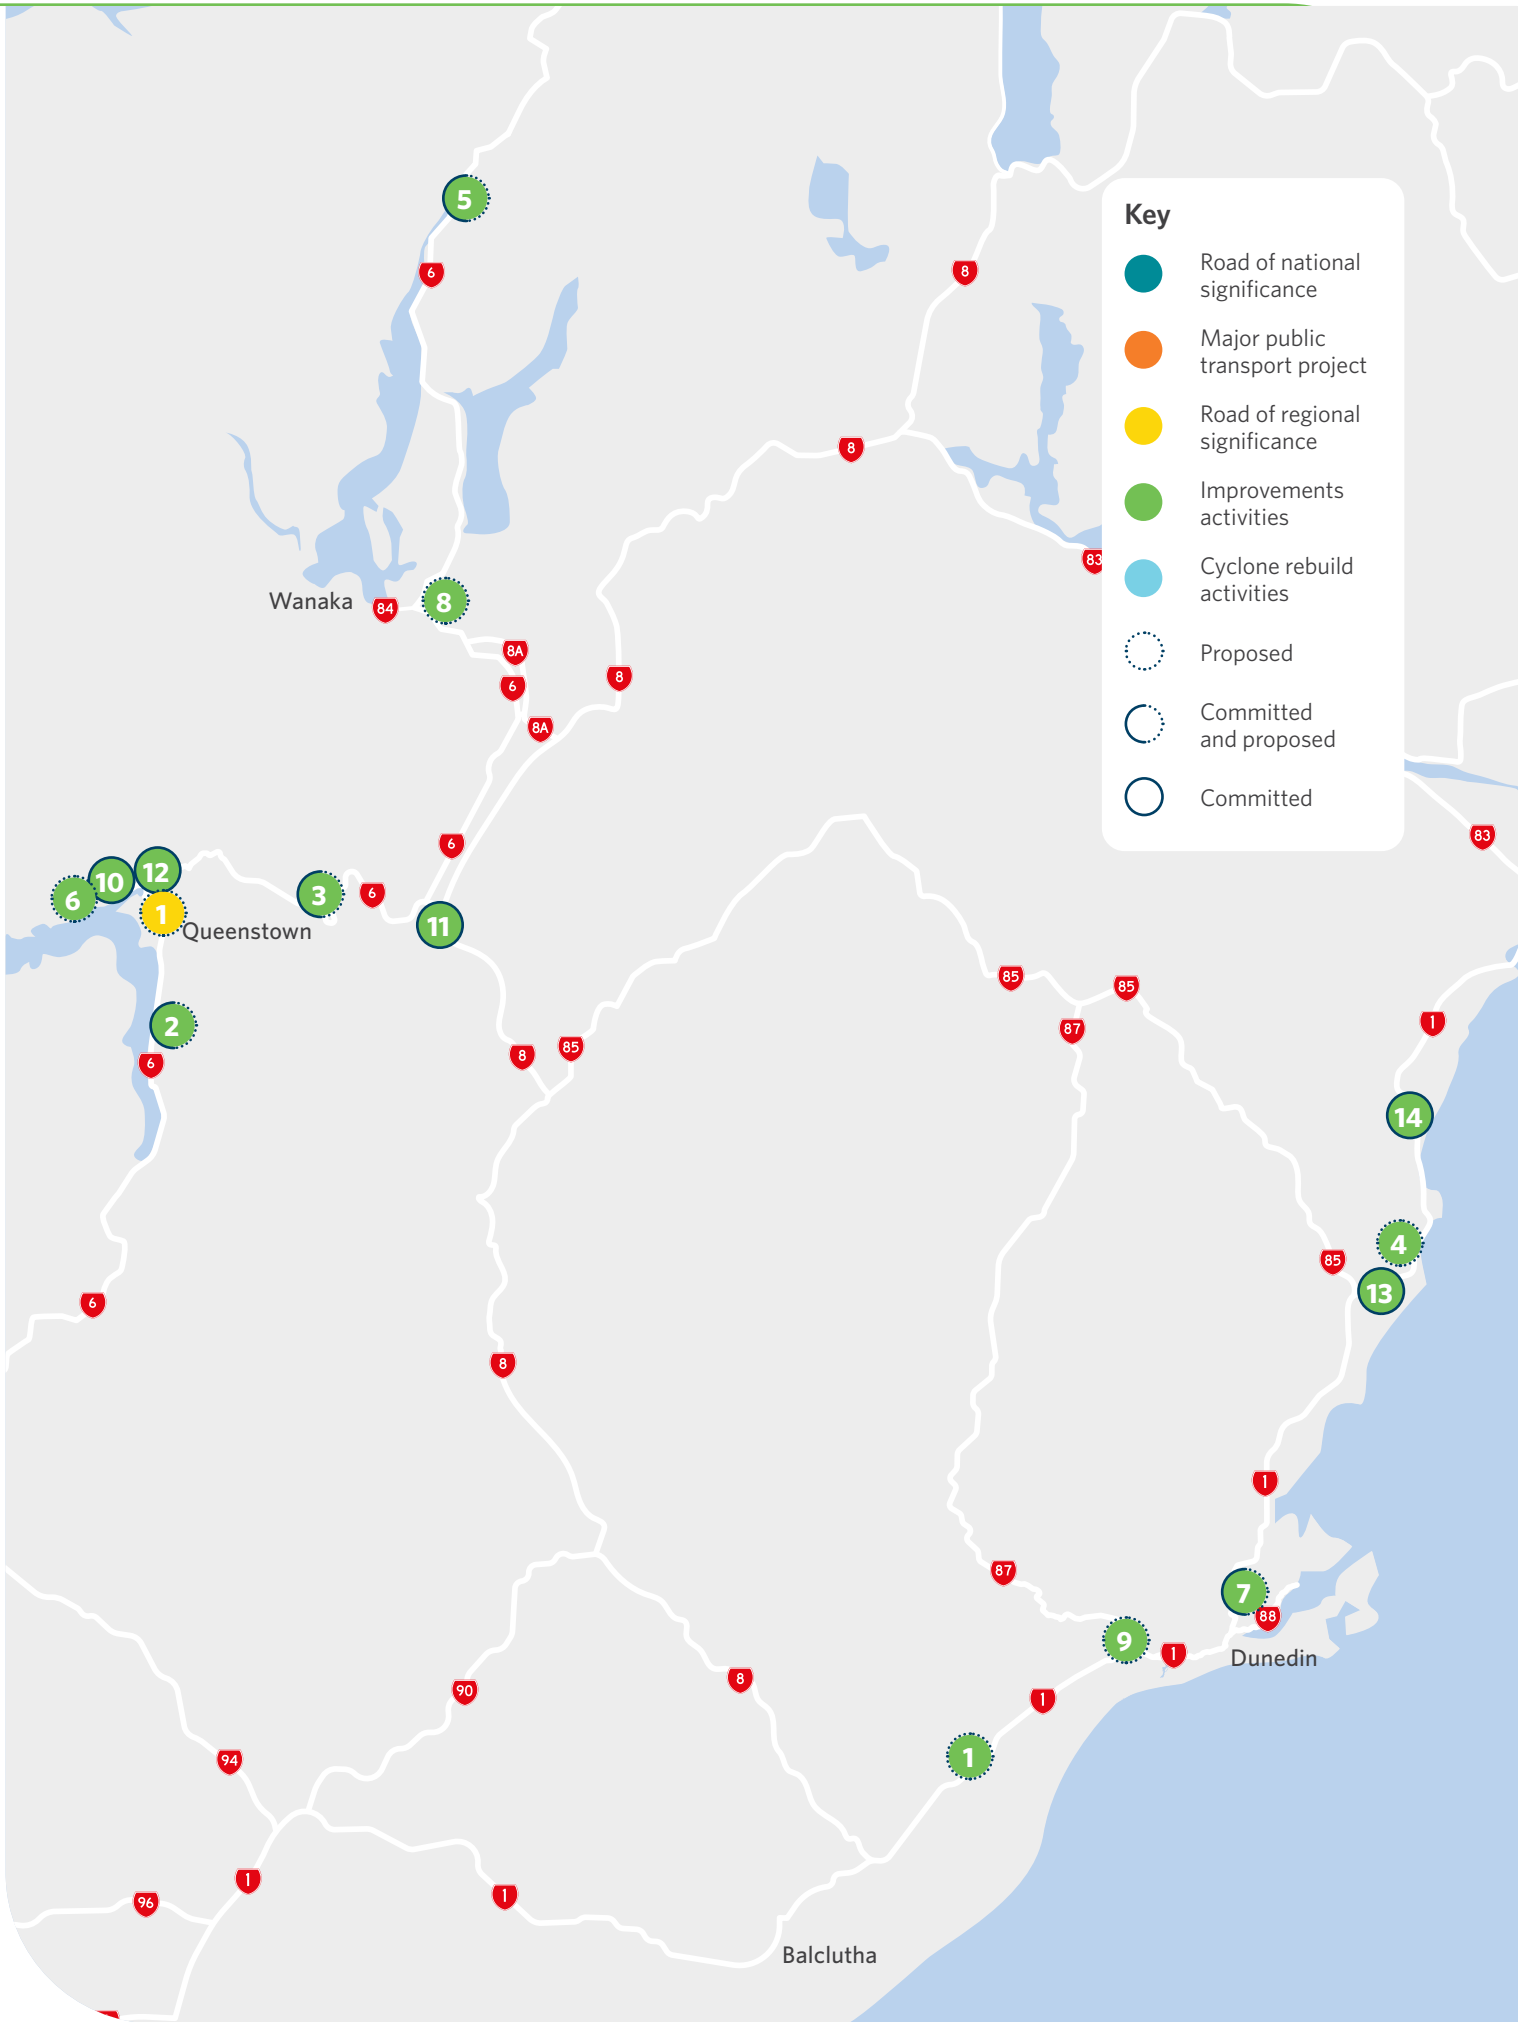 5
6
8
Key
Road of national
significance
Major public
transport project
Road of regional
significance
Improvements
activities
Cyclone rebuild
activities
Proposed
Committed
and proposed
Committed
8
83
Wanaka
84
8
8A
6
8
8A
6
83
12
10
6
3
6
1
Queenstown
11
85
85
1
87
2
6
8
85
14
4
85
13
6
8
1
87
7
88
9
1
Dunedin
8
90
1
1
94
1
96
1
Balclutha